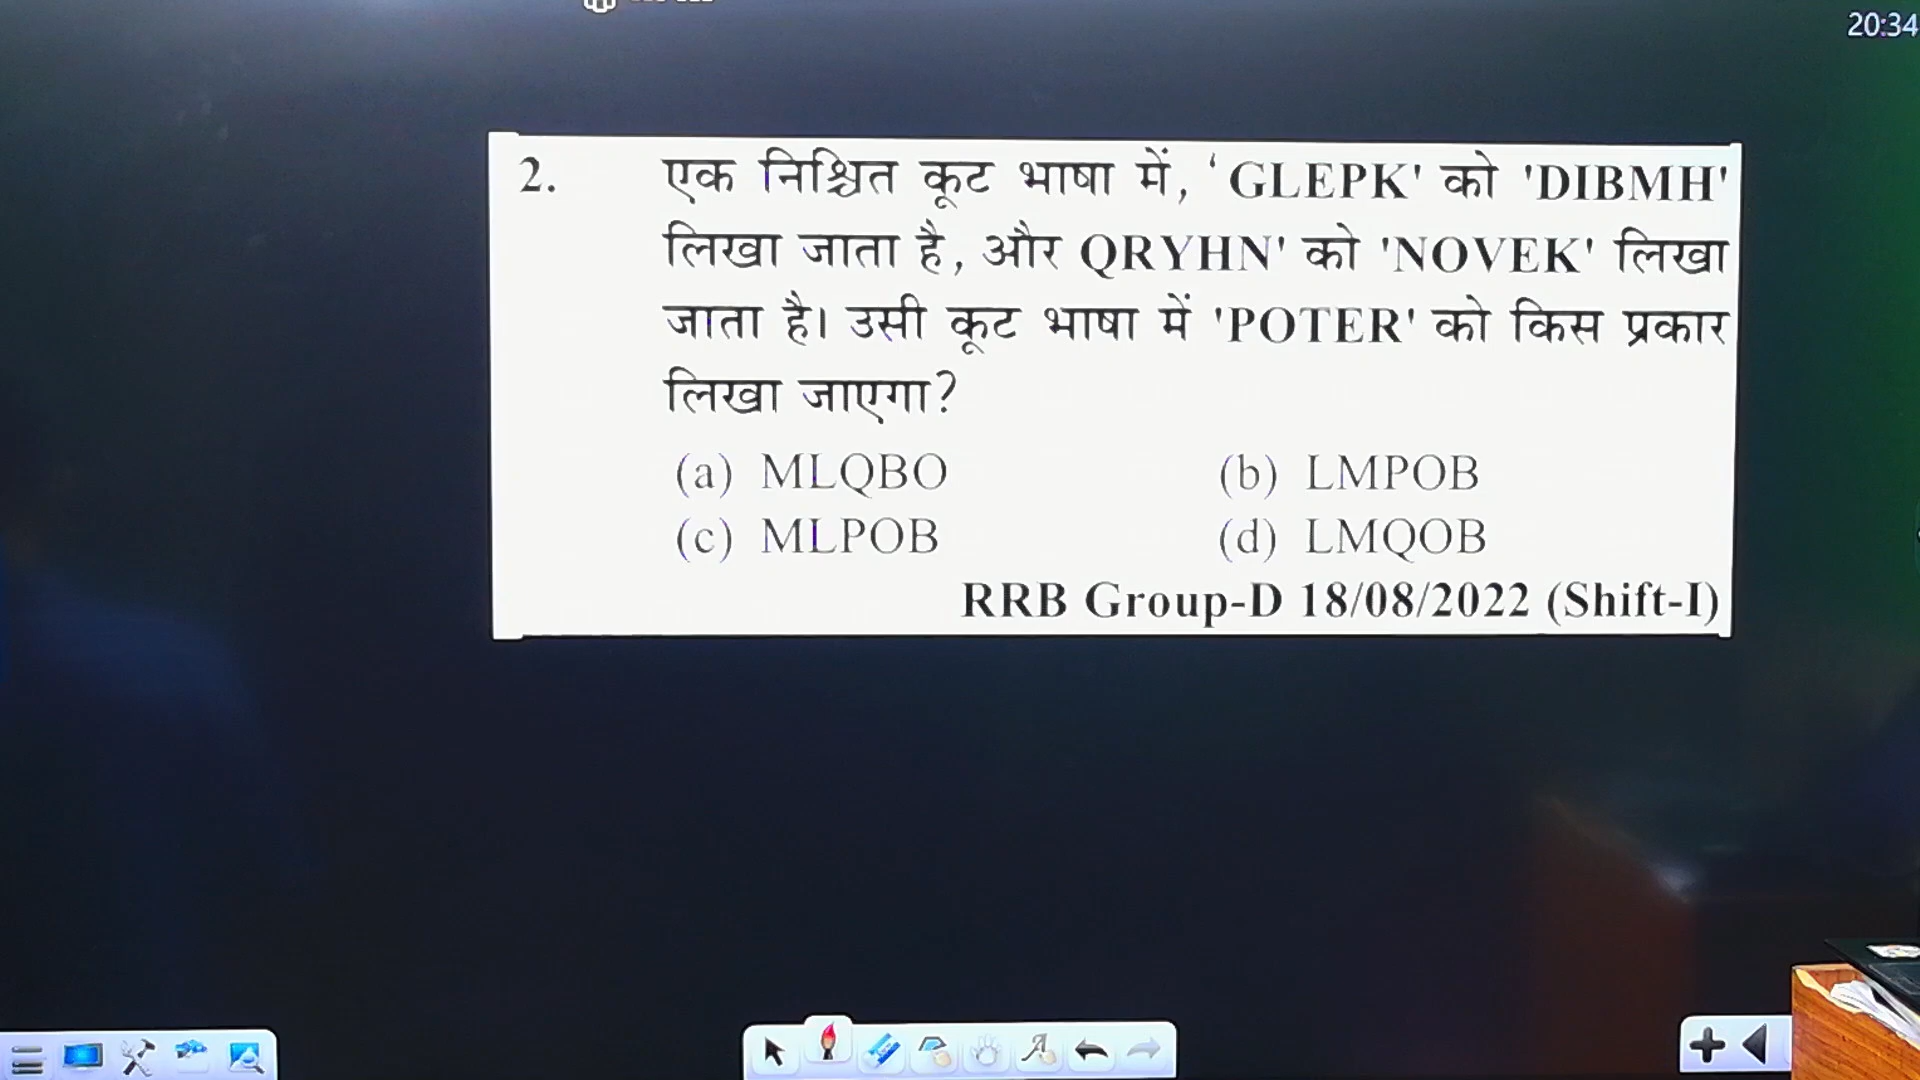 20:34
2. एक निश्चित कूट भाषा में, ‘GLEPK' को 'DIBMH'
लिखा जाता है, और QRYHN' को 'NOVEK' लिखा
जाता है। उसी कूट भाषा में 'POTER' को किस प्रकार
लिखा जाएगा?
(a) MLQBO (b) LMPOB
(c) MLPOB (d) LMQOB
RRB Group-D 18/08/2022 (Shift-I)